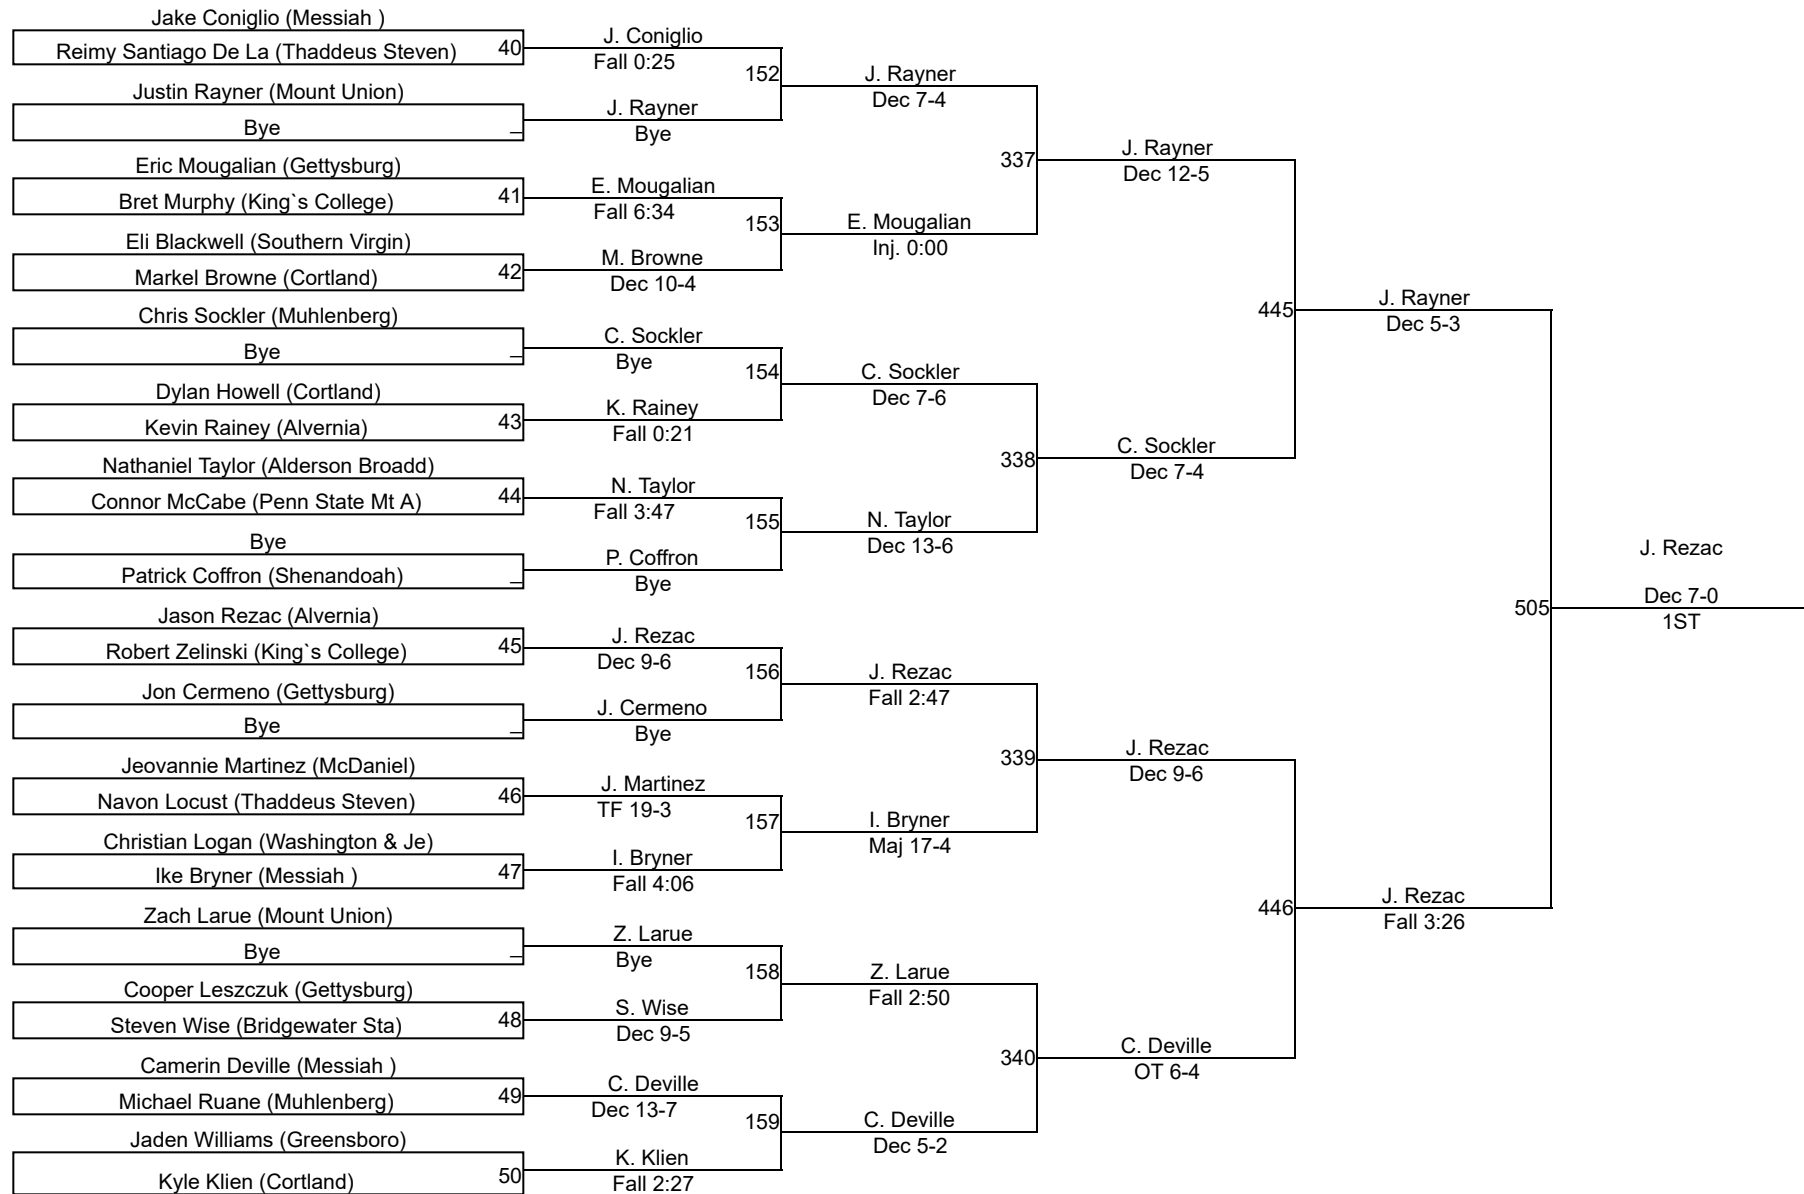 Jake Coniglio (Messiah )
Reimy Santiago De La (Thaddeus Steven) 40
Justin Rayner (Mount Union)
Bye _
Eric Mougalian (Gettysburg)
Bret Murphy (King`s College) 41
Eli Blackwell (Southern Virgin)
Markel Browne (Cortland) 42
Chris Sockler (Muhlenberg)
Bye _
Dylan Howell (Cortland)
Kevin Rainey (Alvernia) 43
Nathaniel Taylor (Alderson Broadd)
Connor McCabe (Penn State Mt A) 44
Bye
Patrick Coffron (Shenandoah) _
Jason Rezac (Alvernia)
Robert Zelinski (King`s College) 45
Jon Cermeno (Gettysburg)
Bye _
Jeovannie Martinez (McDaniel)
Navon Locust (Thaddeus Steven) 46
Christian Logan (Washington & Je)
Ike Bryner (Messiah ) 47
Zach Larue (Mount Union)
Bye _
Cooper Leszczuk (Gettysburg)
Steven Wise (Bridgewater Sta) 48
Camerin Deville (Messiah )
Michael Ruane (Muhlenberg) 49
Jaden Williams (Greensboro)
Kyle Klien (Cortland) 50
J. Coniglio
Fall 0:25
152
J. Rayner
Bye
E. Mougalian
Fall 6:34
153
M. Browne
Dec 10-4
C. Sockler
Bye
154
K. Rainey
Fall 0:21
N. Taylor
Fall 3:47
155
P. Coffron
Bye
J. Rezac
Dec 9-6
156
J. Cermeno
Bye
J. Martinez
TF 19-3
157
I. Bryner
Fall 4:06
Z. Larue
Bye
158
S. Wise
Dec 9-5
C. Deville
Dec 13-7
159
K. Klien
Fall 2:27
J. Rayner
Dec 7-4
337
E. Mougalian
Inj. 0:00
C. Sockler
Dec 7-6
338
N. Taylor
Dec 13-6
J. Rezac
Fall 2:47
339
I. Bryner
Maj 17-4
Z. Larue
Fall 2:50
340
C. Deville
Dec 5-2
J. Rayner
Dec 12-5
445
C. Sockler
Dec 7-4
J. Rezac
Dec 9-6
446
C. Deville
OT 6-4
J. Rayner
Dec 5-3
505
J. Rezac
Fall 3:26
J. Rezac
Dec 7-0
1ST